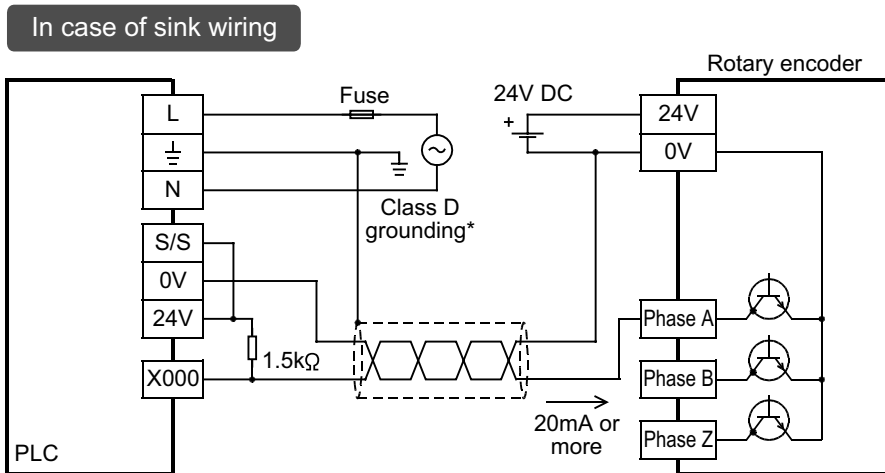 In case of sink wiring
Rotary encoder
Fuse
24V DC
L
24V
+
0V
N
Class D
grounding*
S/S
0V
24V
Phase A
1.5kΩ
X000
Phase B
20mA or
more
Phase Z
PLC